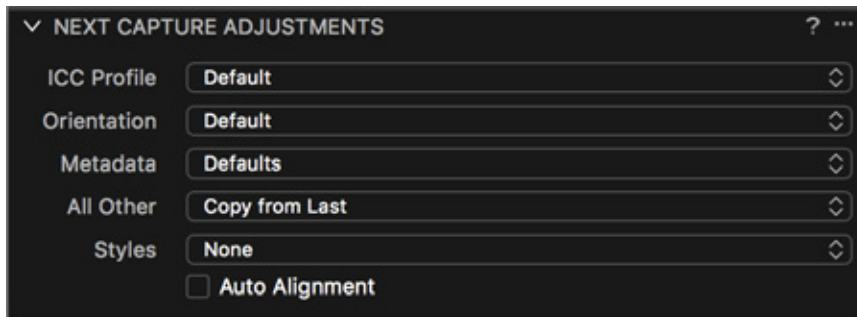 NEXT CAPTURE ADJUSTMENTS ? ...
ICC Profile Default
Orientation Default
Metadata Defaults
All Other Copy from Last
Styles None
Auto Alignment